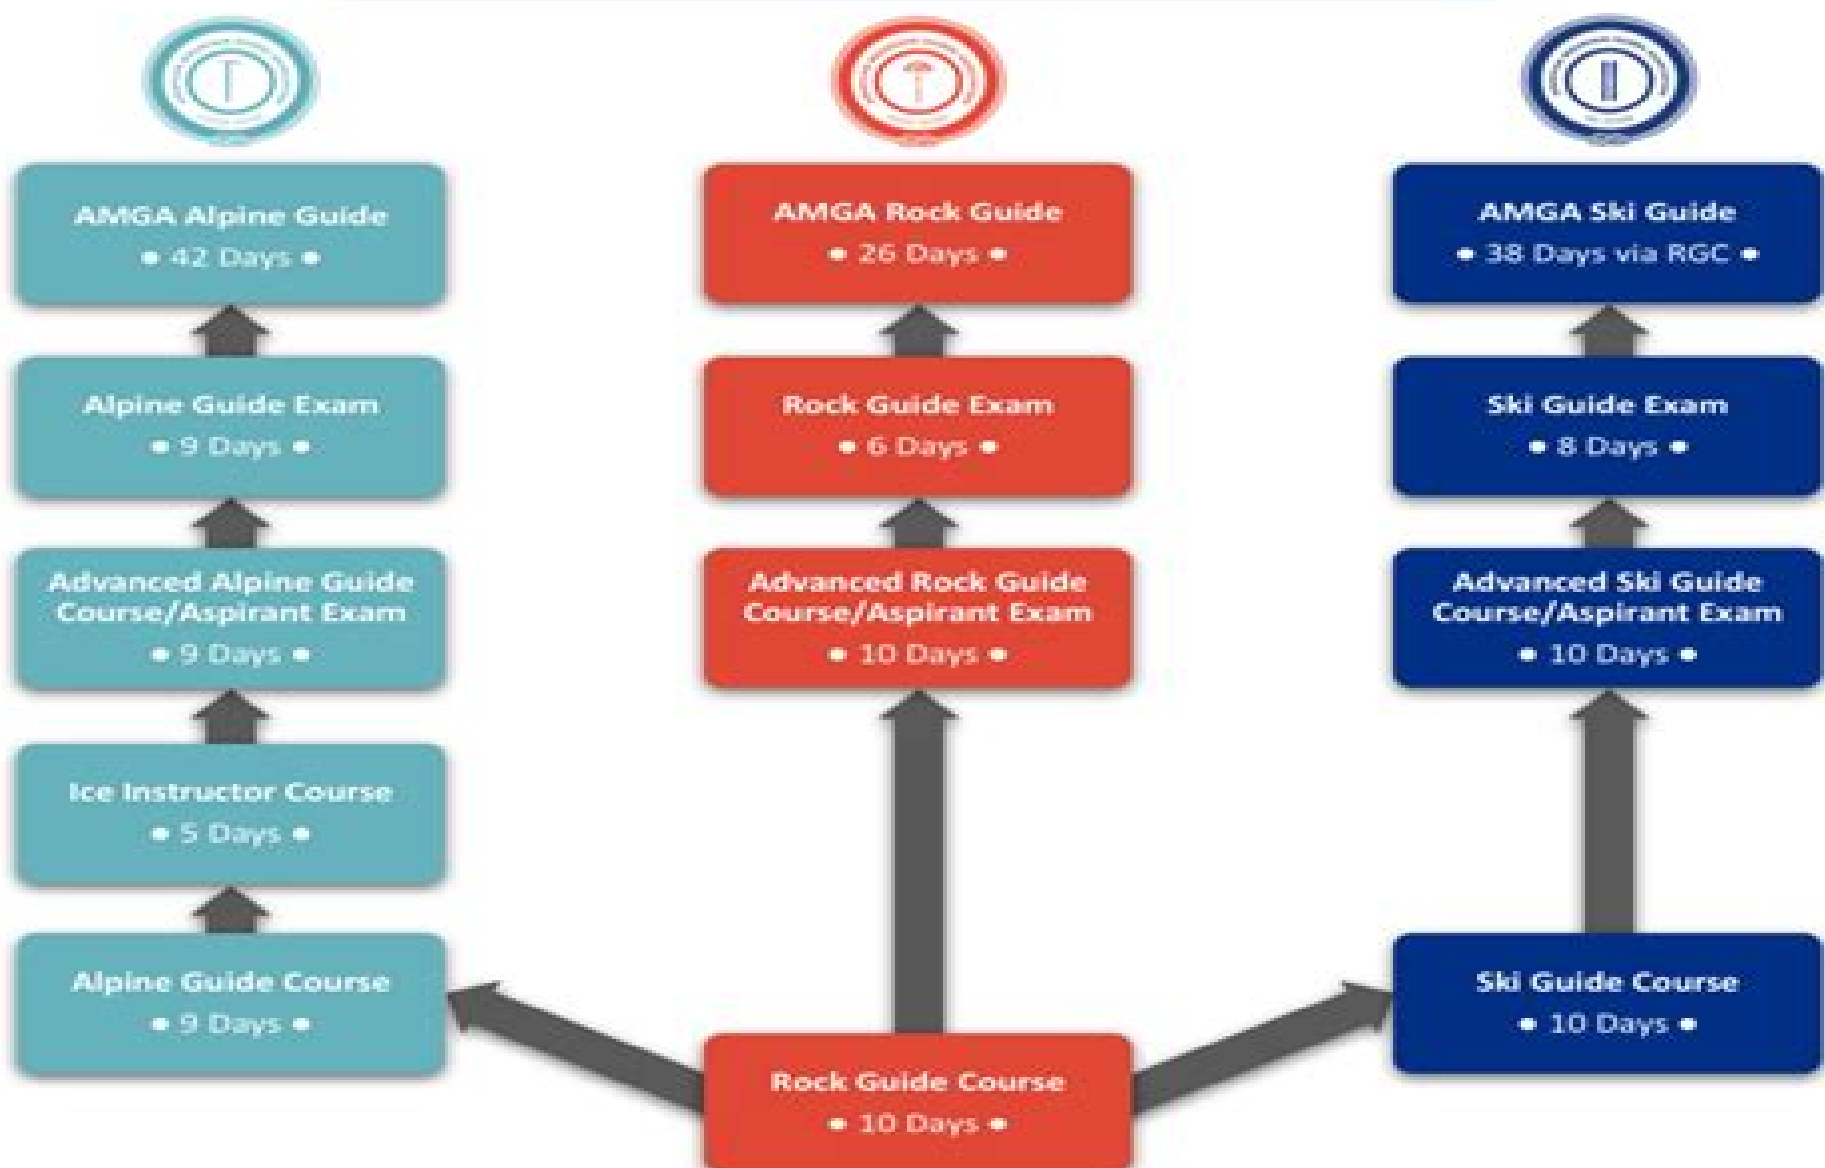 AMGA Alpine Guide
• 42 Days •
Alpine Guide Exam
• 9 Days •
Advanced Alpine Guide
Course/Aspirant Exam
• 9 Days •
Ice Instructor Course
• 5 Days •
Alpine Guide Course
• 9 Days •
AMGA Rock Guide
• 26 Days •
Rock Guide Exam
• 6 Days •
Advanced Rock Guide
Course/Aspirant Exam
• 10 Days •
Rock Guide Course
• 10 Days •
AMGA Ski Guide
• 38 Days via RGC •
Ski Guide Exam
• 8 Days •
Advanced Ski Guide
Course/Aspirant Exam
• 10 Days •
Ski Guide Course
• 10 Days •